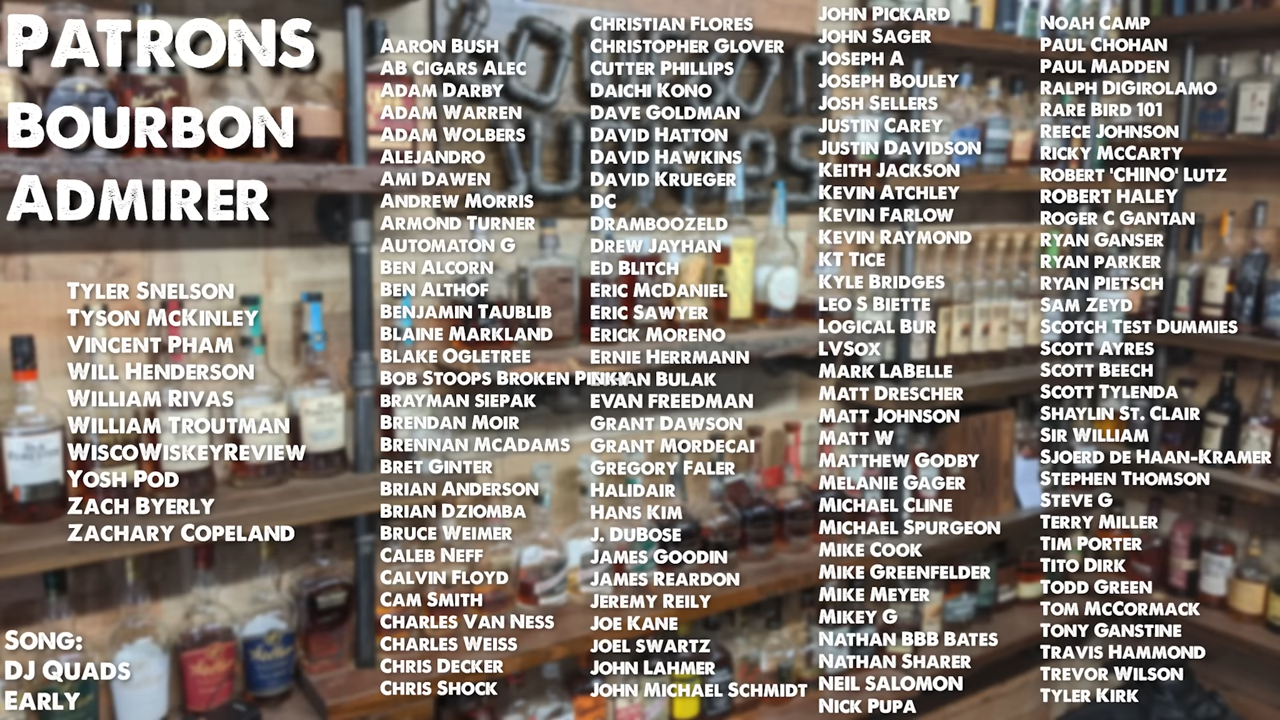 Patrons
Bourbon
Admirer
Tyler Snelson
Tyson McKinley
Vincent Pham
Will Henderson
William Rivas
William Troutman
WiscoWiskeyReview
Yosh Pod
Zach Byerly
Zachary Copeland
Song:
DJ Quads
Early
Aaron Bush
AB Cigars Alec
Adam Darby
Adam Warren
Adam Wolbers
Alejandro
Ami Dawen
Andrew Morris
Armond Turner
Automaton G
Ben Alcorn
Ben Althof
Benjamin Taublib
Blaine Markland
Blake Ogletree
Bob Stoops Broken Pinky
brayman siepak
Brendan Moir
Brennan McAdams
Bret Ginter
Brian Anderson
Brian Dziomba
Bruce Weimer
Caleb Neff
Calvin Floyd
Cam Smith
Charles Van Ness
Charles Weiss
Chris Decker
Chris Shock
Christian Flores
Christopher Glover
Cutter Phillips
Daichi Kono
Dave Goldman
David Hatton
David Hawkins
David Krueger
DC
Dramboozeld
Drew Jayhan
Ed Blitch
Eric McDaniel
Eric Sawyer
Erick Moreno
Ernie Herrmann
Bulak
Evan Freedman
Grant Dawson
Grant Mordecai
Gregory Faler
Halidair
Hans Kim
J. DuBose
James Goodin
James Reardon
Jeremy Reily
Joe Kane
Joel Swartz
John Lahmer
John Michael Schmidt
John Pickard
John Sager
Joseph A
Joseph Bouley
Josh Sellers
Justin Carey
Justin Davidson
Keith Jackson
Kevin Atchley
Kevin Farlow
Kevin Raymond
KT Tice
Kyle Bridges
Leo S Biette
Logical Bur
LVSox
Mark LaBelle
Matt Drescher
Matt Johnson
Matt W
Matthew Godby
Melanie Gager
Michael Cline
Michael Spurgeon
Mike Cook
Mike Greenfelder
Mike Meyer
Mikey G
Nathan BBB Bates
Nathan Sharer
Neil Salomon
Nick Pupa
Noah Camp
Paul Chohan
Paul Madden
Ralph DiGirolamo
Rare Bird 101
Reece Johnson
Ricky McCarty
Robert 'Chino' Lutz
Robert Haley
Roger C Gantan
Ryan Ganser
ryan parker
Ryan Pietsch
Sam Zeyd
Scotch Test Dummies
Scott Ayres
Scott Beech
Scott Tylenda
Shaylin St. Clair
Sir William
Sjoerd de Haan-Kramer
Stephen Thomson
Steve G
Terry Miller
Tim Porter
Tito Dirk
Todd Green
Tom McCormack
Tony Ganstine
Travis Hammond
Trevor Wilson
Tyler Kirk